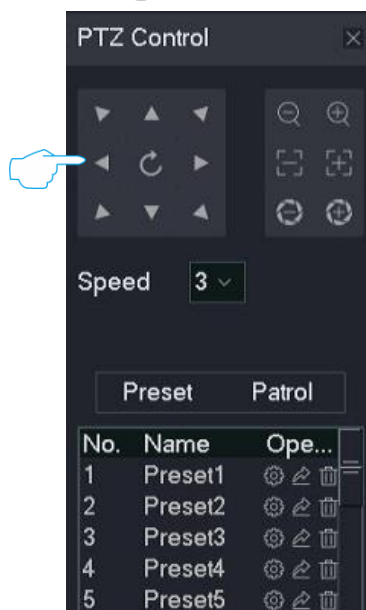 PTZ Control
Speed 3
Preset Patrol
No. Name Ope...
1 Preset1
2 Preset2
3 Preset3
4 Preset4
5 Preset5